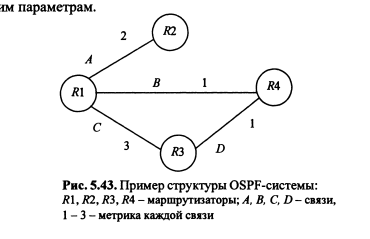 им параметрам.
2
R2
A
R1
B
1
R4
C
1
3
R3
D
Рис. 5.43. Пример структуры OSPF-системы:
R1, R2, R3, R4 – маршрутизаторы; A, B, C, D – связи,
1 – 3 – метрика каждой связи